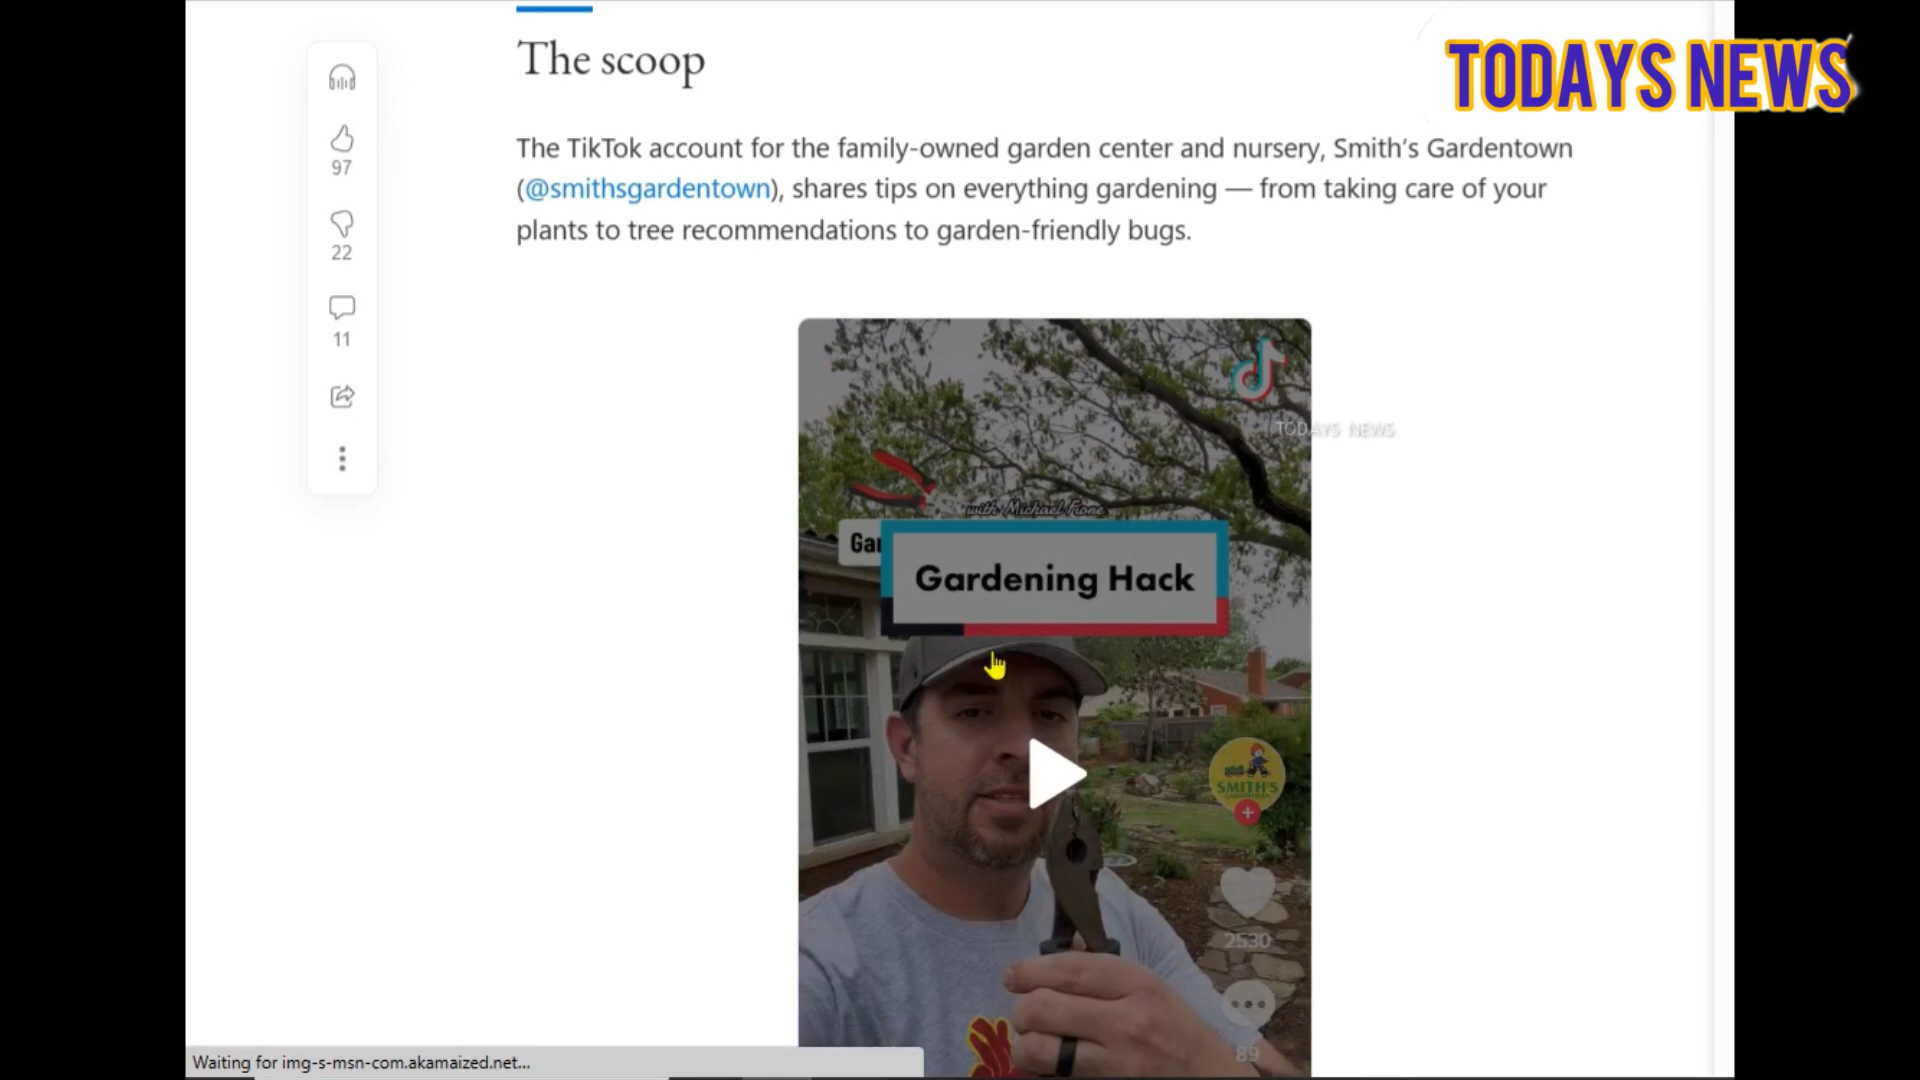 TODAYS NEWS
The scoop
The TikTok account for the family-owned garden center and nursery, Smith’s Gardentown
(@smithsgardentown), shares tips on everything gardening — from taking care of your
plants to tree recommendations to garden-friendly bugs.
97
22
11
TODAYS NEWS
with Michael Fiore
Gar
Gardening Hack
SMITH'S
2530
89
Waiting for img-s-msn-com.akamaized.net...